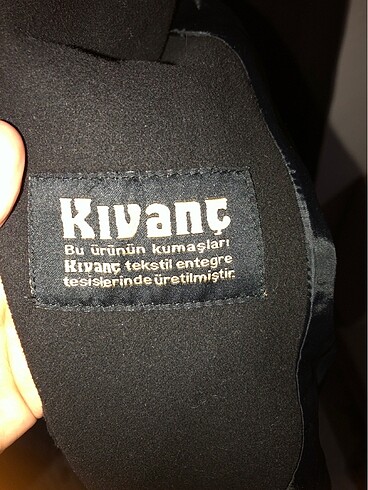 Kıvanç
Bu ürünün kumaşları
Kıvanç tekstil entegre
tesislerinde üretilmiştir.